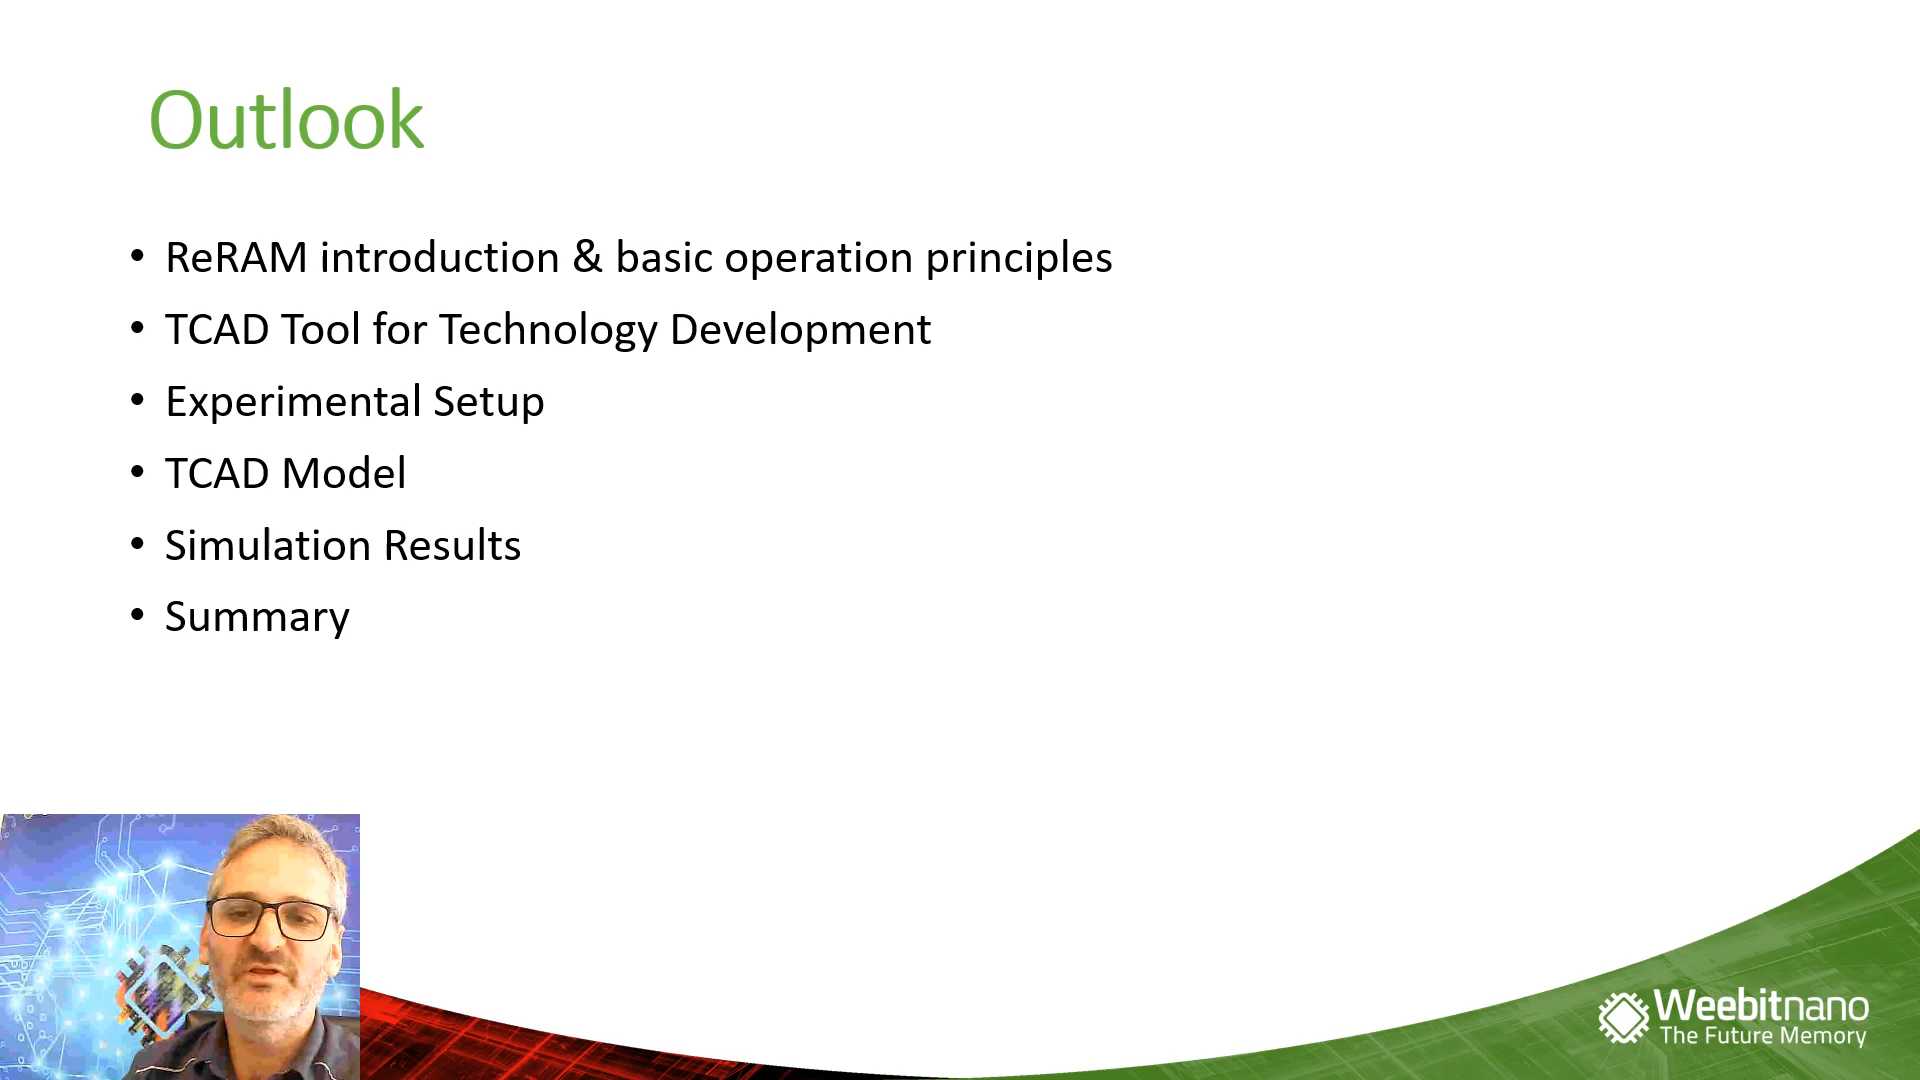 Outlook
• ReRAM introduction & basic operation principles
• TCAD Tool for Technology Development
• Experimental Setup
• TCAD Model
• Simulation Results
• Summary
Weebitnano
The Future Memory